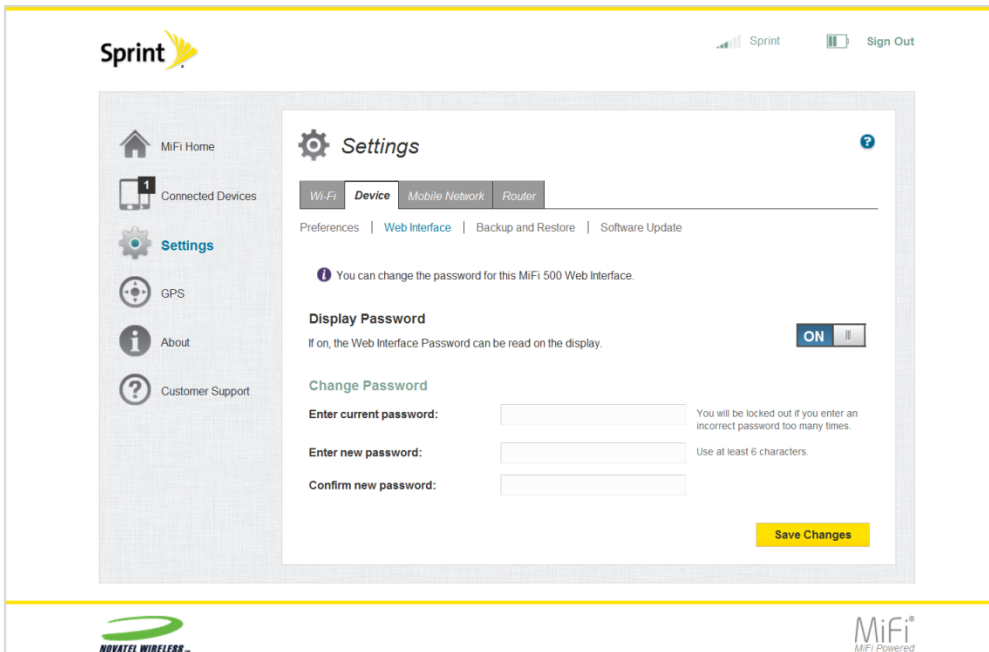 Sprint
Sprint
Sign Out
MiFi Home
1
Connected Devices
Settings
GPS
About
Customer Support
Settings
?
Wi-Fi Device Mobile Network Router
Preferences | Web Interface | Backup and Restore | Software Update
i You can change the password for this MiFi 500 Web Interface.
Display Password
If on, the Web Interface Password can be read on the display.
ON
Change Password
Enter current password:
You will be locked out if you enter an
incorrect password too many times.
Enter new password:
Use at least 6 characters.
Confirm new password:
Save Changes
NOVATEL WIRELESS™
MiFi®
MiFi Powered